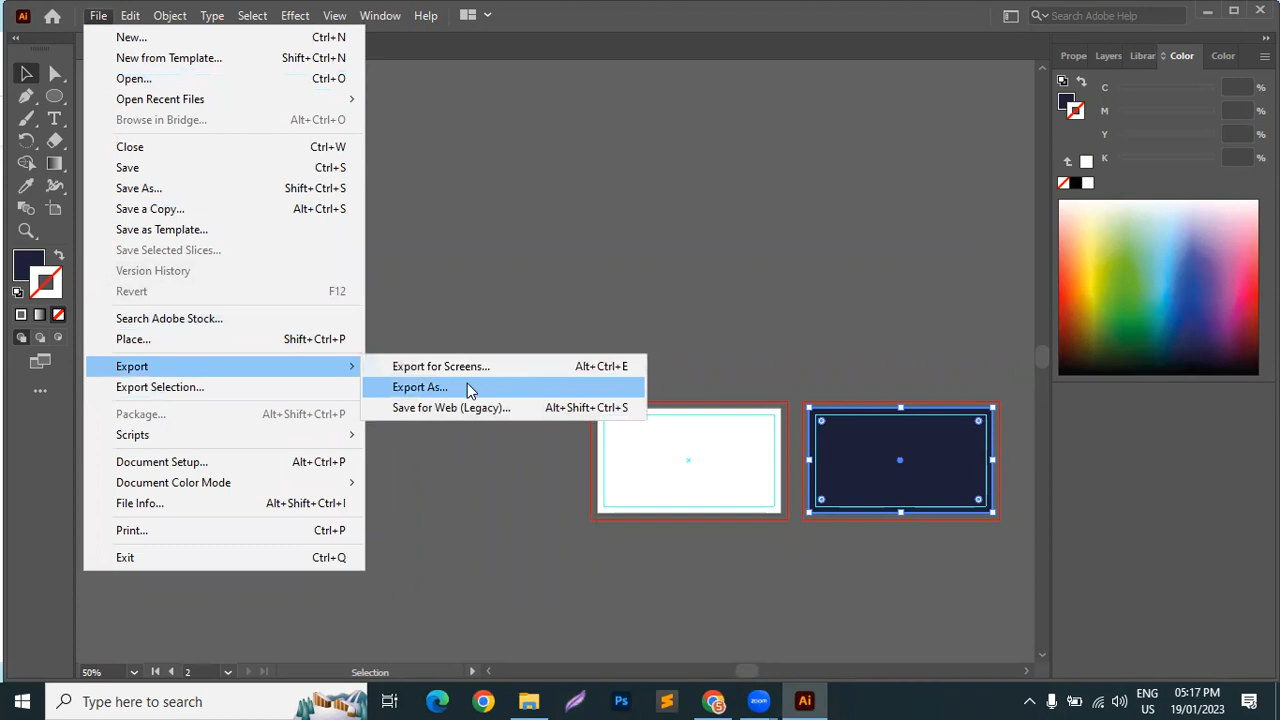 Ai File Edit Object Type Select Effect View Window Help Search Adobe Help
New... Ctrl+N
New from Template... Shift+Ctrl+N
Open... Ctrl+O
Open Recent Files
Browse in Bridge... Alt+Ctrl+O
Close Ctrl+W
Save Ctrl+S
Save As... Shift+Ctrl+S
Save a Copy... Alt+Ctrl+S
Save as Template...
Save Selected Slices...
Version History
Revert F12
Search Adobe Stock...
Place... Shift+Ctrl+P
Export
Export Selection...
Package... Alt+Shift+Ctrl+P
Scripts
Document Setup... Alt+Ctrl+P
Document Color Mode
File Info... Alt+Shift+Ctrl+I
Print... Ctrl+P
Exit Ctrl+Q
Export for Screens... Alt+Ctrl+E
Export As...
Save for Web (Legacy)... Alt+Shift+Ctrl+S
Prope Layers Librar Color Color
C %
M %
Y %
K %
50% 2 Selection
Type here to search Ps S Ai zoom ENG US 05:17 PM 19/01/2023